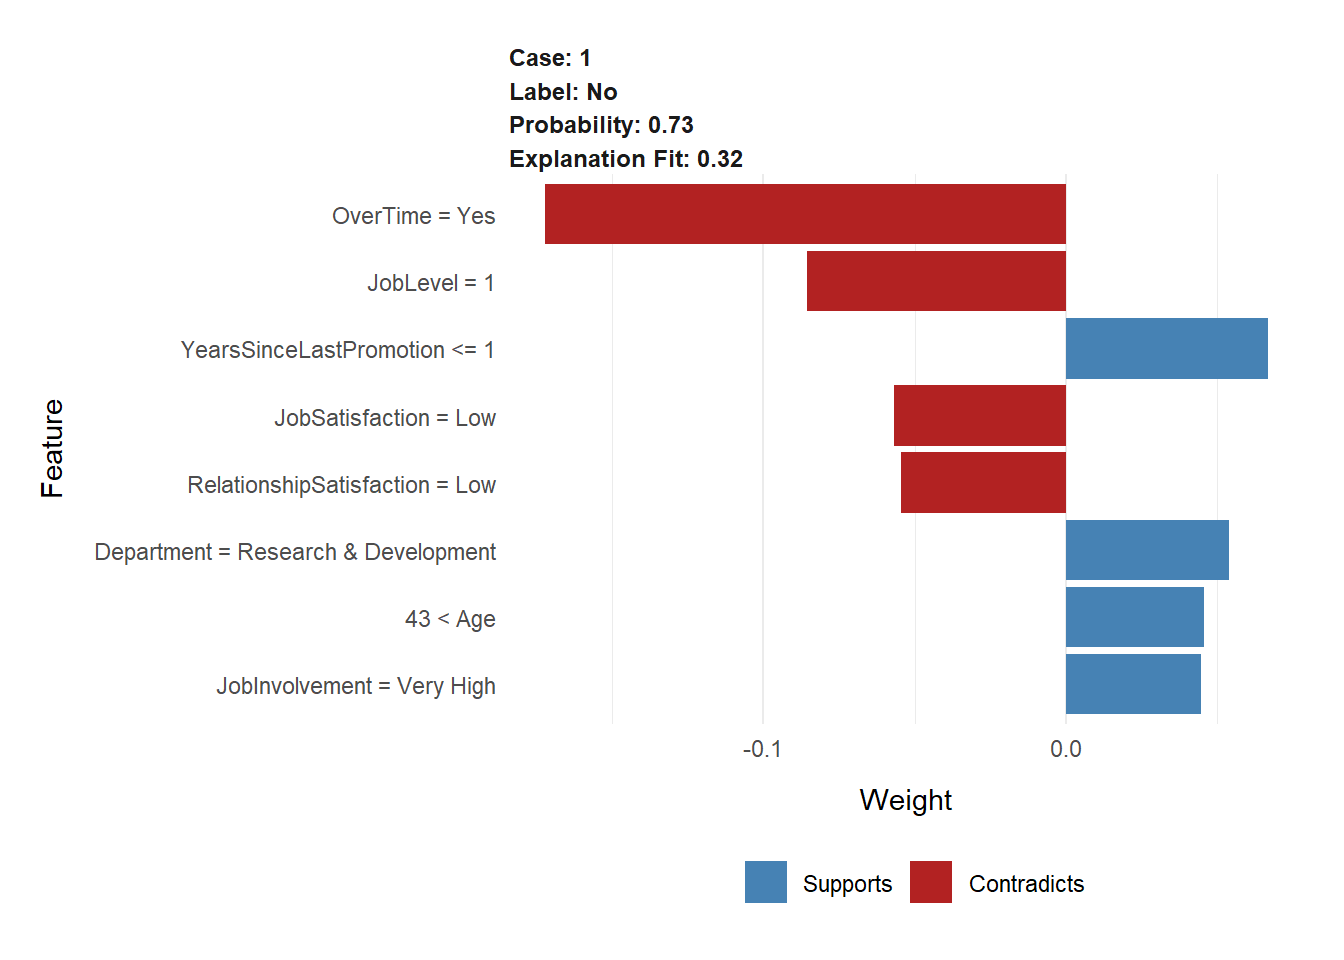 Case: 1
Label: No
Probability: 0.73
Explanation Fit: 0.32
OverTime = Yes
JobLevel = 1
YearsSinceLastPromotion <= 1
JobSatisfaction = Low
RelationshipSatisfaction = Low
Department = Research & Development
43 < Age
JobInvolvement = Very High
Feature
-0.1 0.0
Weight
Supports Contradicts